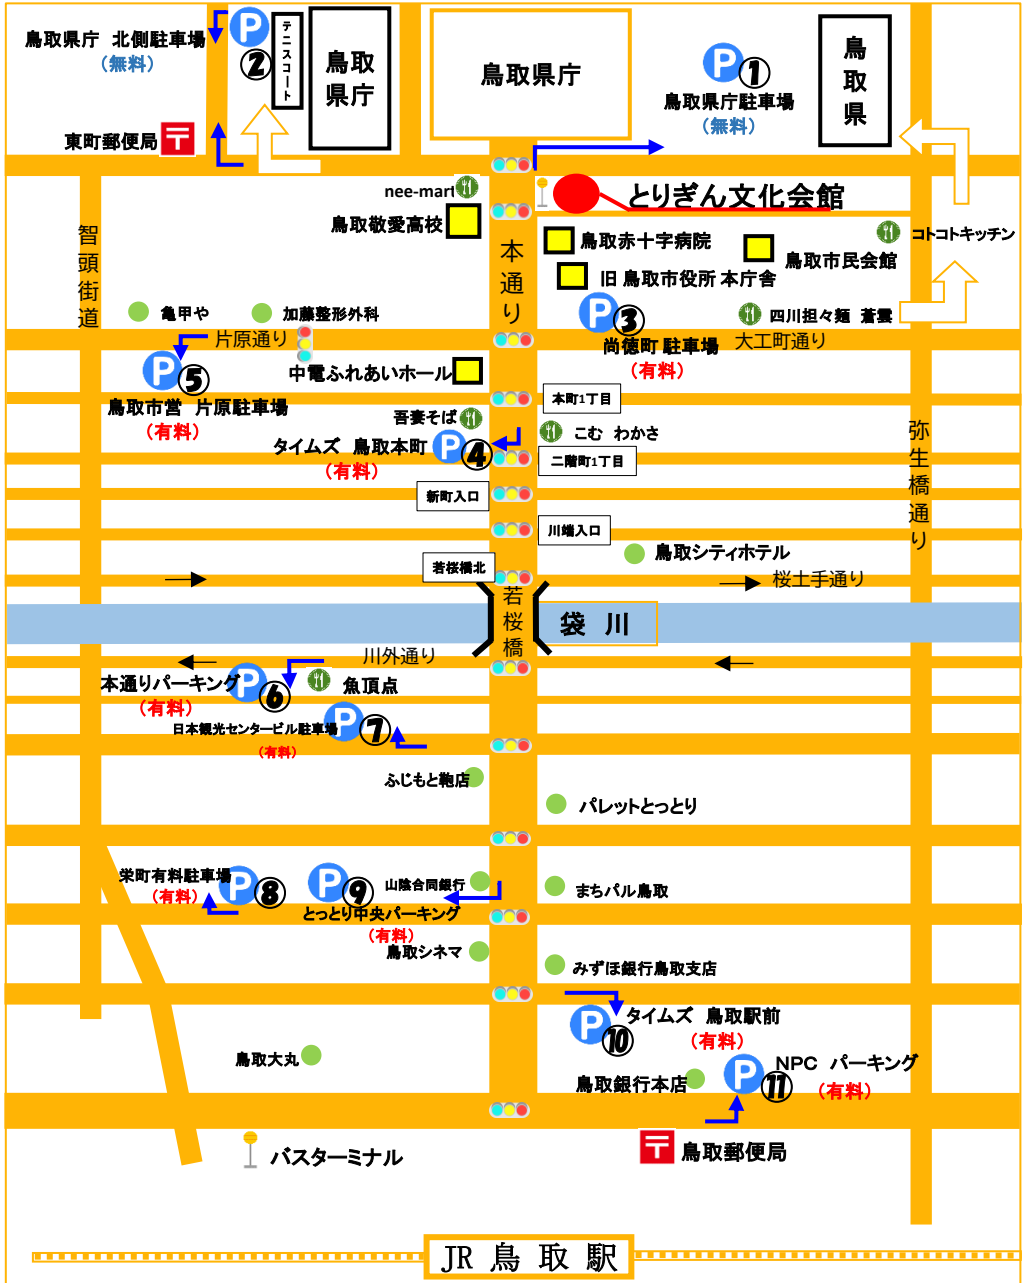 鳥取県庁 北側駐車場
(無料)
P
②
テニスコート
鳥取
県庁
鳥取県庁
P
①
鳥取県庁駐車場
(無料)
鳥
取
県
東町郵便局
〒
nee-mart
鳥取敬愛高校
とりぎん文化会館
智頭街道
本通り
鳥取赤十字病院
旧 鳥取市役所 本庁舎
鳥取市民会館
コトコトキッチン
亀甲や
加藤整形外科
片原通り
P
③
尚徳町 駐車場
(有料)
四川担々麺 蒼雲
大工町通り
P
⑤
鳥取市営 片原駐車場
(有料)
中電ふれあいホール
本町1丁目
吾妻そば
タイムズ 鳥取本町
(有料)
P
④
こむ わかさ
二階町1丁目
弥生橋通り
新町入口
川端入口
鳥取シティホテル
若桜橋北
桜土手通り
若桜橋
袋 川
川外通り
本通りパーキング
(有料)
P
⑥
魚頂点
日本観光センタービル駐車場
(有料)
P
⑦
ふじもと鞄店
パレットとっとり
栄町有料駐車場
(有料)
P
⑧
P
⑨
とっとり中央パーキング
(有料)
山陰合同銀行
まちパル鳥取
鳥取シネマ
みずほ銀行鳥取支店
P
⑩
タイムズ 鳥取駅前
(有料)
鳥取大丸
鳥取銀行本店
P
⑪
NPC パーキング
(有料)
バスターミナル
〒
鳥取郵便局
JR 鳥 取 駅